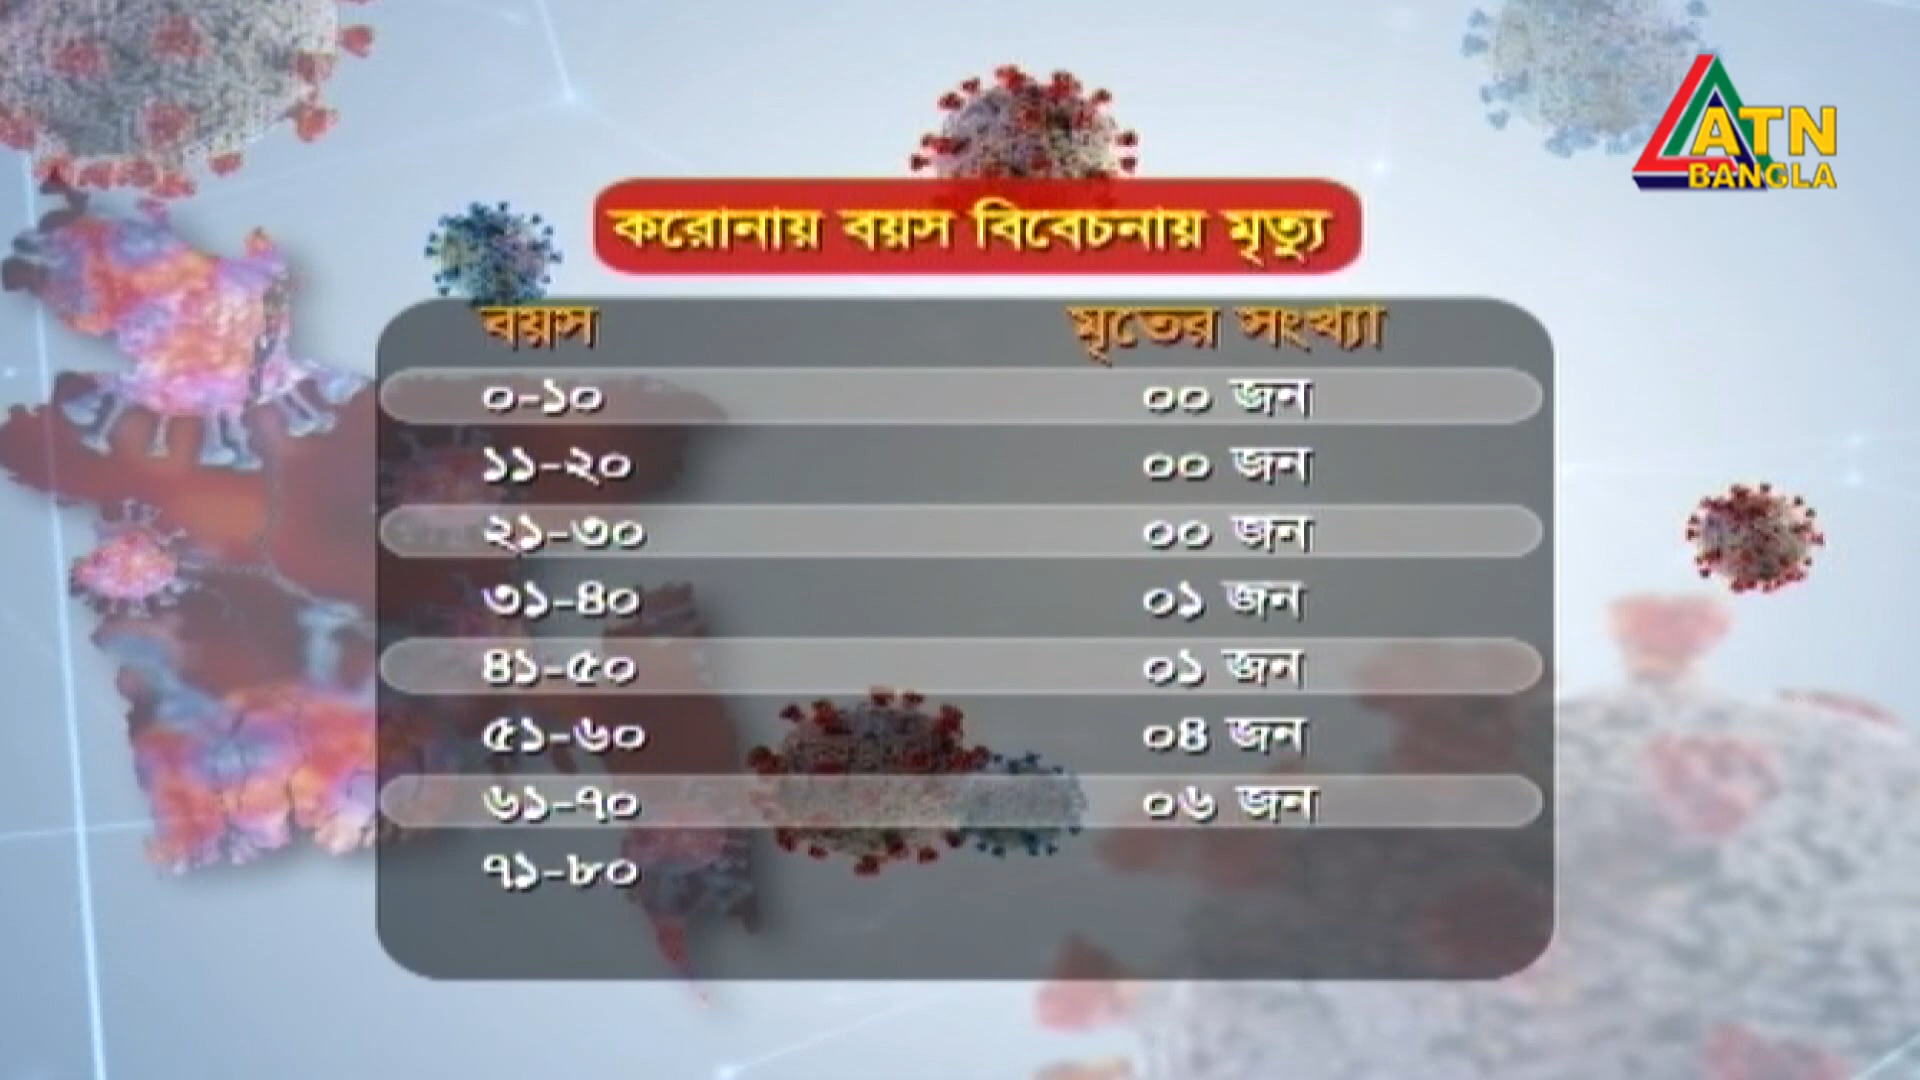 ATN
BANGLA
করোনায় বয়স বিবেচনায় মৃত্যু
বয়স মৃতের সংখ্যা
০-১০ ০০ জন
১১-২০ ০০ জন
২১-৩০ ০০ জন
৩১-৪০ ০১ জন
৪১-৫০ ০১ জন
৫১-৬০ ০৪ জন
৬১-৭০ ০৬ জন
৭১-৮০